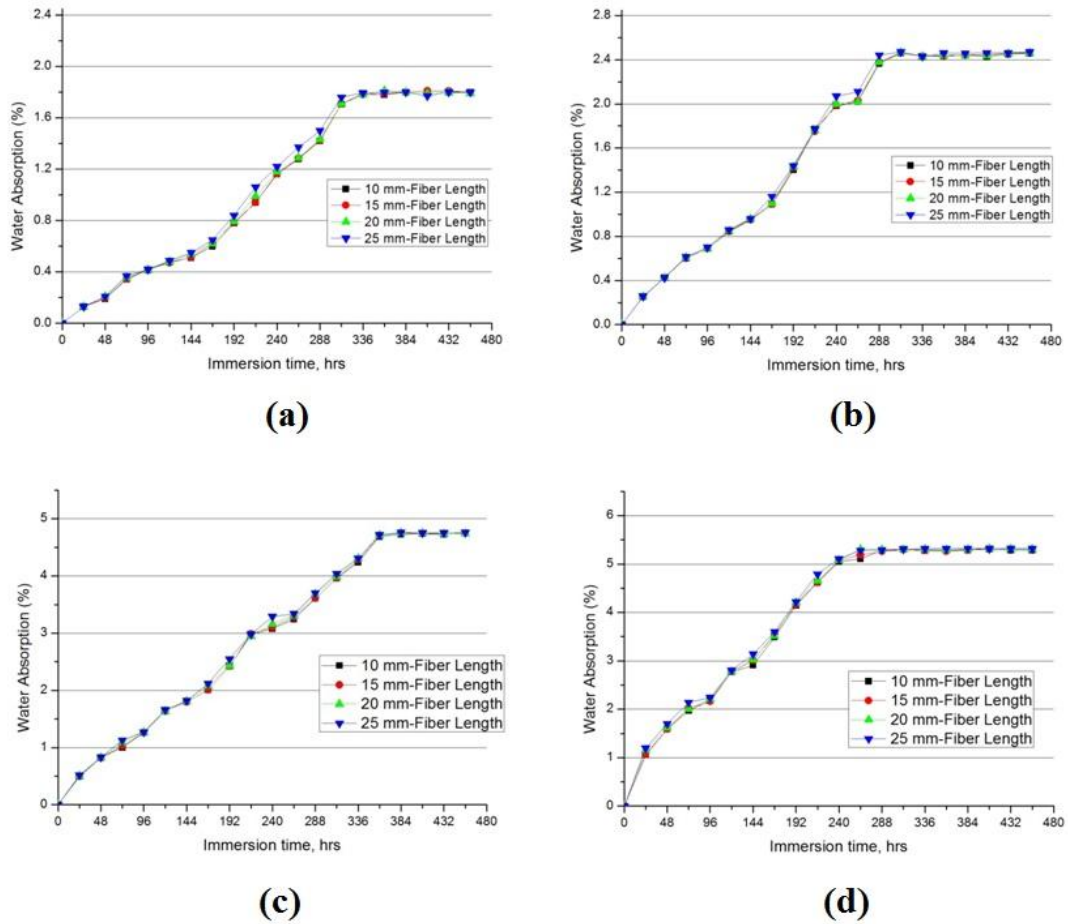 2.4
2.0
1.6
1.2
0.8
0.4
0.0
Water Absorption (%)
10 mm-Fiber Length
15 mm-Fiber Length
20 mm-Fiber Length
25 mm-Fiber Length
0 48 96 144 192 240 288 336 384 432 480
Immersion time, hrs
(a)
2.8
2.4
2.0
1.6
1.2
0.8
0.4
0.0
Water Absorption (%)
10 mm-Fiber Length
15 mm-Fiber Length
20 mm-Fiber Length
25 mm-Fiber Length
0 48 96 144 192 240 288 336 384 432 480
Immersion time, hrs
(b)
5
4
3
2
1
0
Water Absorption (%)
10 mm-Fiber Length
15 mm-Fiber Length
20 mm-Fiber Length
25 mm-Fiber Length
0 48 96 144 192 240 288 336 384 432 480
Immersion time, hrs
(c)
6
5
4
3
2
1
0
Water Absorption (%)
10 mm-Fiber Length
15 mm-Fiber Length
20 mm-Fiber Length
25 mm-Fiber Length
0 48 96 144 192 240 288 336 384 432 480
Immersion time, hrs
(d)